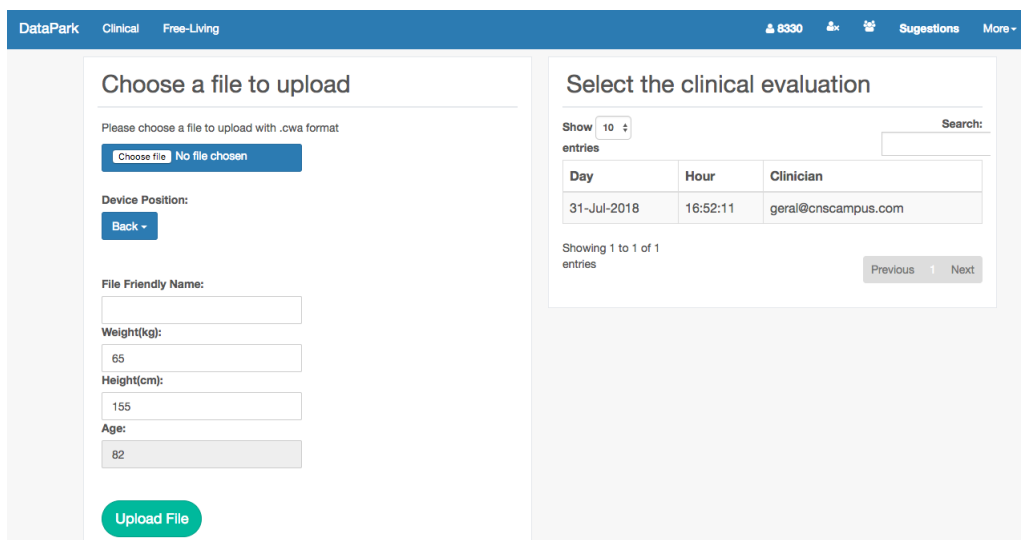 DataPark Clinical Free-Living 8330 Sugestions More
Choose a file to upload
Please choose a file to upload with .cwa format
Choose file No file chosen
Device Position:
Back
File Friendly Name:
Weight(kg):
65
Height(cm):
155
Age:
82
Upload File
Select the clinical evaluation
Show 10
entries
Search:
Day Hour Clinician
31-Jul-2018 16:52:11 geral@cnscampus.com
Showing 1 to 1 of 1
entries
Previous 1 Next